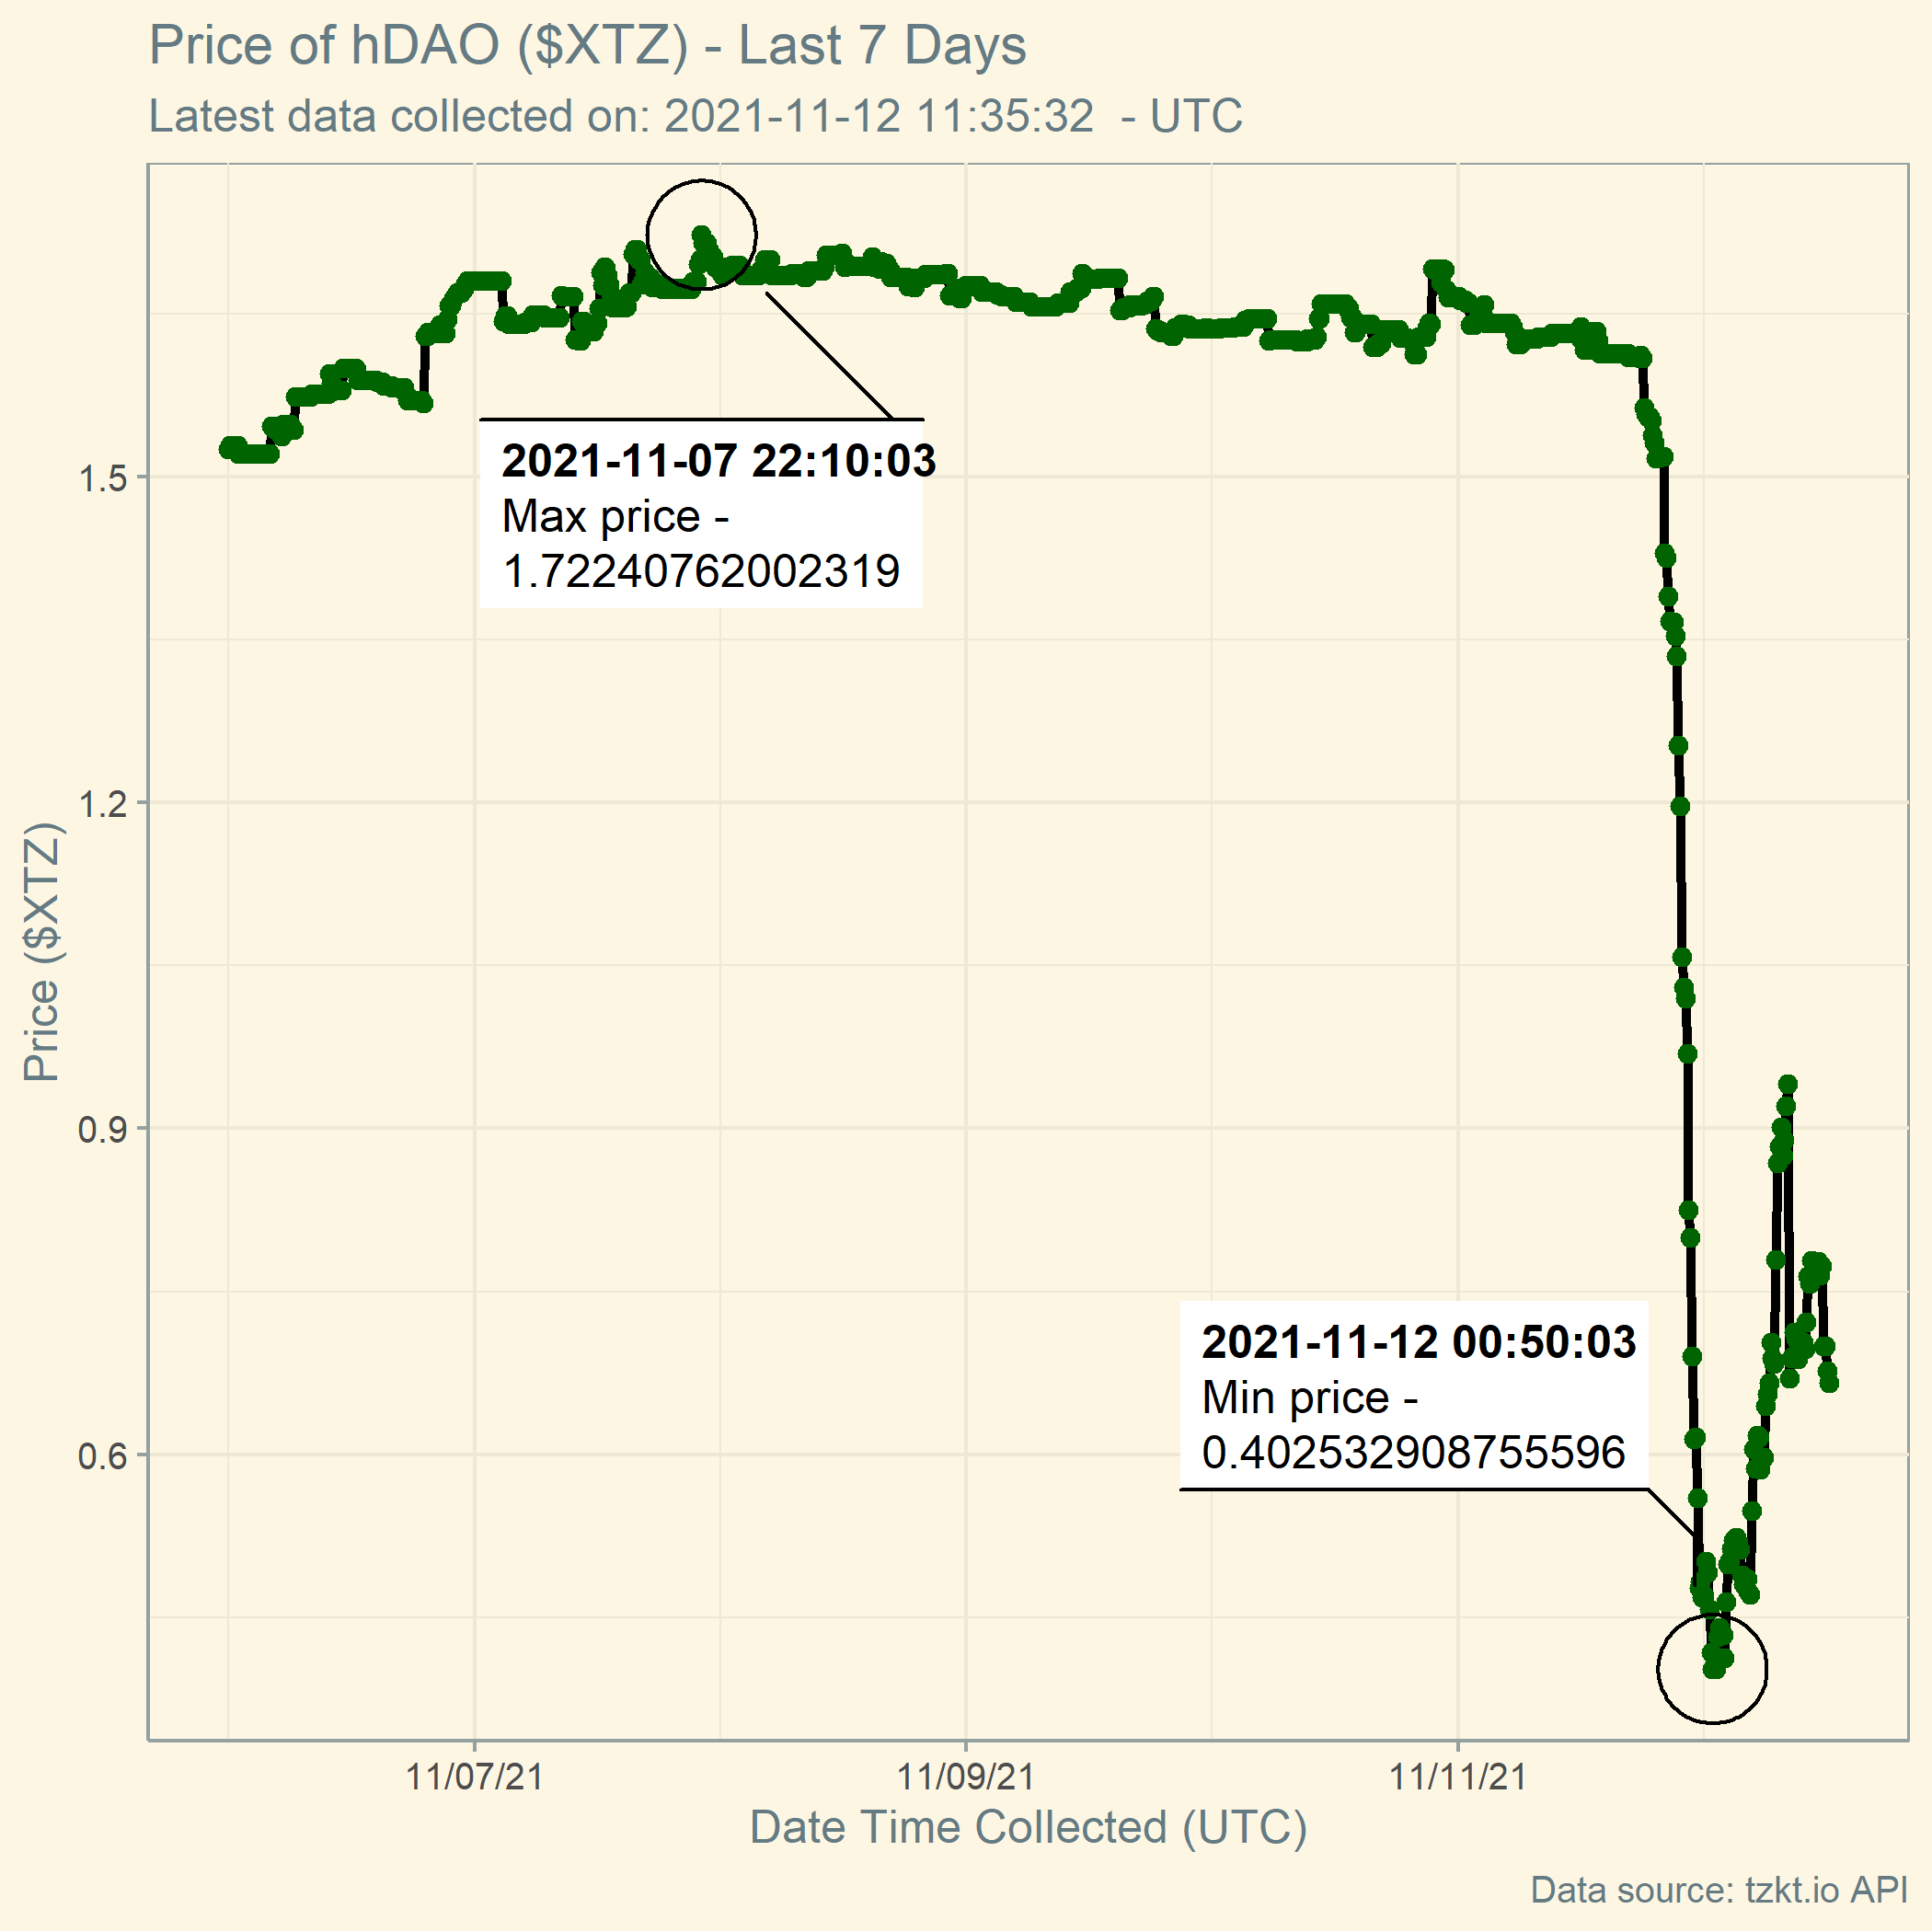 Price of hDAO ($XTZ) - Last 7 Days
Latest data collected on: 2021-11-12 11:35:32  - UTC
2021-11-07 22:10:03
Max price -
1.72240762002319
1.5
1.2
Price ($XTZ)
0.9
2021-11-12 00:50:03
Min price -
0.402532908755596
0.6
11/07/21
11/09/21
11/11/21
Date Time Collected (UTC)
Data source: tzkt.io API